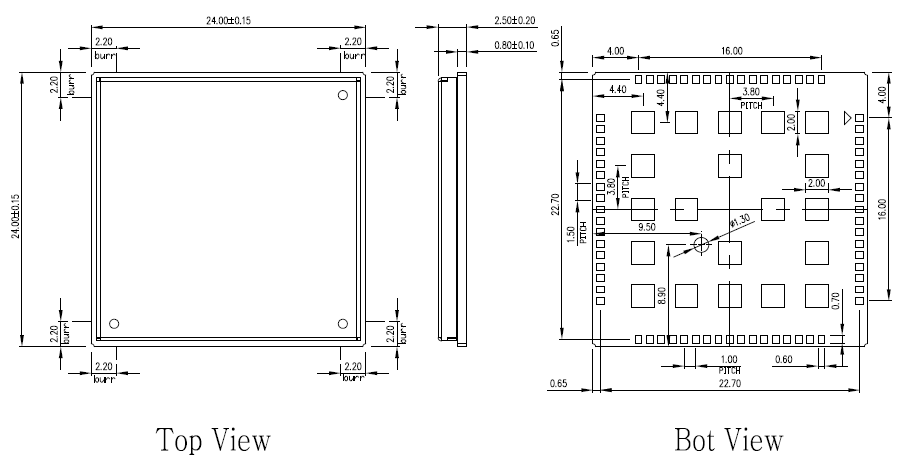 24.00±0.15
2.20
burr
2.20
burr
2.20
burr
2.20
burr
24.00±0.15
2.20
burr
2.20
burr
2.20
burr
2.20
burr
Top View
2.50±0.20
0.80±0.10
0.65
4.00
16.00
4.40
4.40
3.80
PITCH
2.00
4.00
3.80
PITCH
2.00
22.70
1.50
PITCH
9.50
ø1.30
16.00
8.90
0.70
1.00
PITCH
0.60
0.65
22.70
Bot View